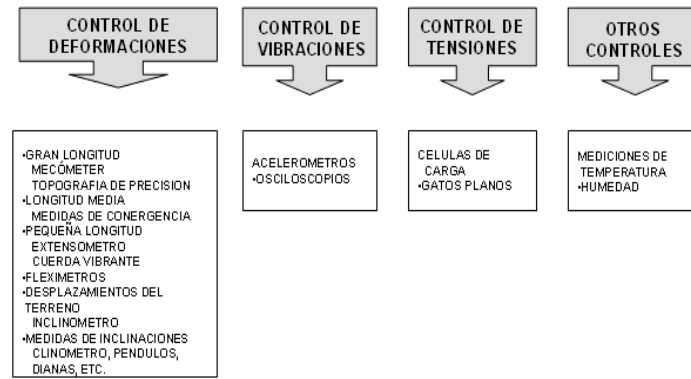 CONTROL DE
DEFORMACIONES
CONTROL DE
VIBRACIONES
CONTROL DE
TENSIONES
OTROS
CONTROLES
•GRAN LONGITUD
MECÓMETER
TOPOGRAFIA DE PRECISION
•LONGITUD MEDIA
MEDIDAS DE CONERGENCIA
•PEQUEÑA LONGITUD
EXTENSOMETRO
CUERDA VIBRANTE
•FLEXIMETROS
•DESPLAZAMIENTOS DEL
TERRENO
INCLINOMETRO
•MEDIDAS DE INCLINACIONES
CLINOMETRO, PENDULOS,
DIANAS, ETC.
ACELEROMETROS
•OSCILOSCOPIOS
CELULAS DE
CARGA
•GATOS PLANOS
MEDICIONES DE
TEMPERATURA
•HUMEDAD